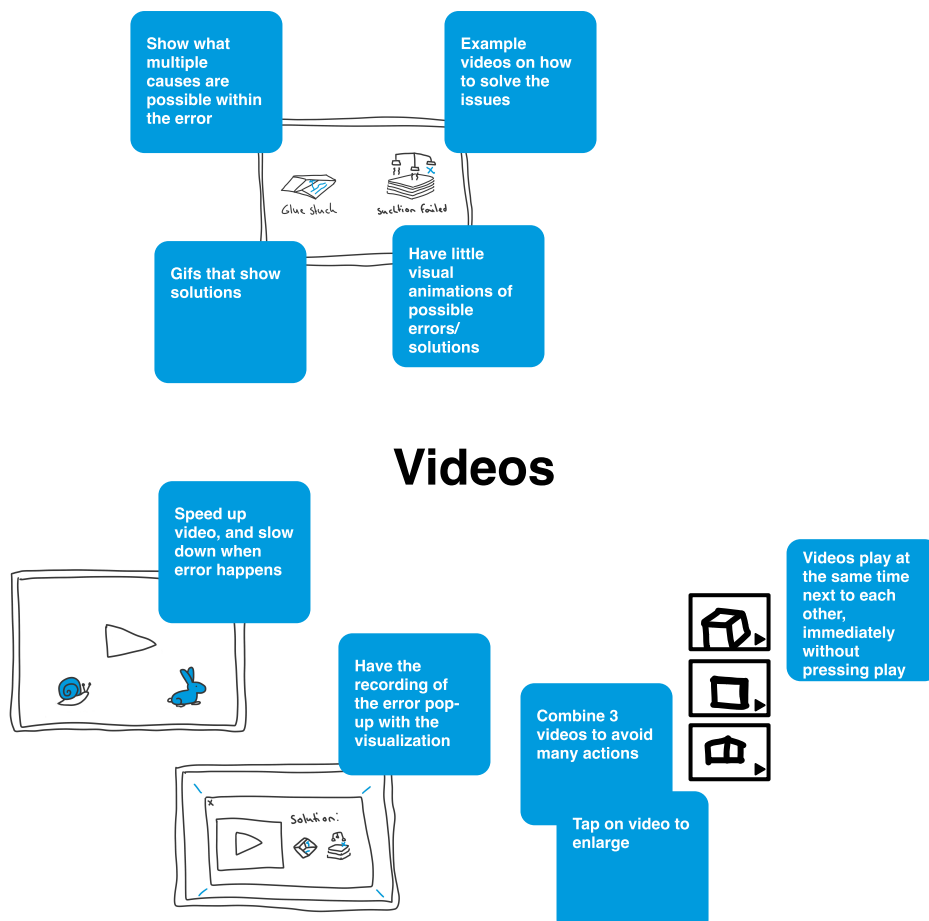 Show what
multiple
causes are
possible within
the error
Example
videos on how
to solve the
issues
Glue stuck
Sucltion failed
Gifs that show
solutions
Have little
visual
animations of
possible
errors/
solutions
Videos
Speed up
video, and slow
down when
error happens
Videos play at
the same time
next to each
other,
immediately
without
pressing play
Have the
recording of
the error pop-
up with the
visualization
Combine 3
videos to avoid
many actions
Tap on video to
enlarge
x
Solution: